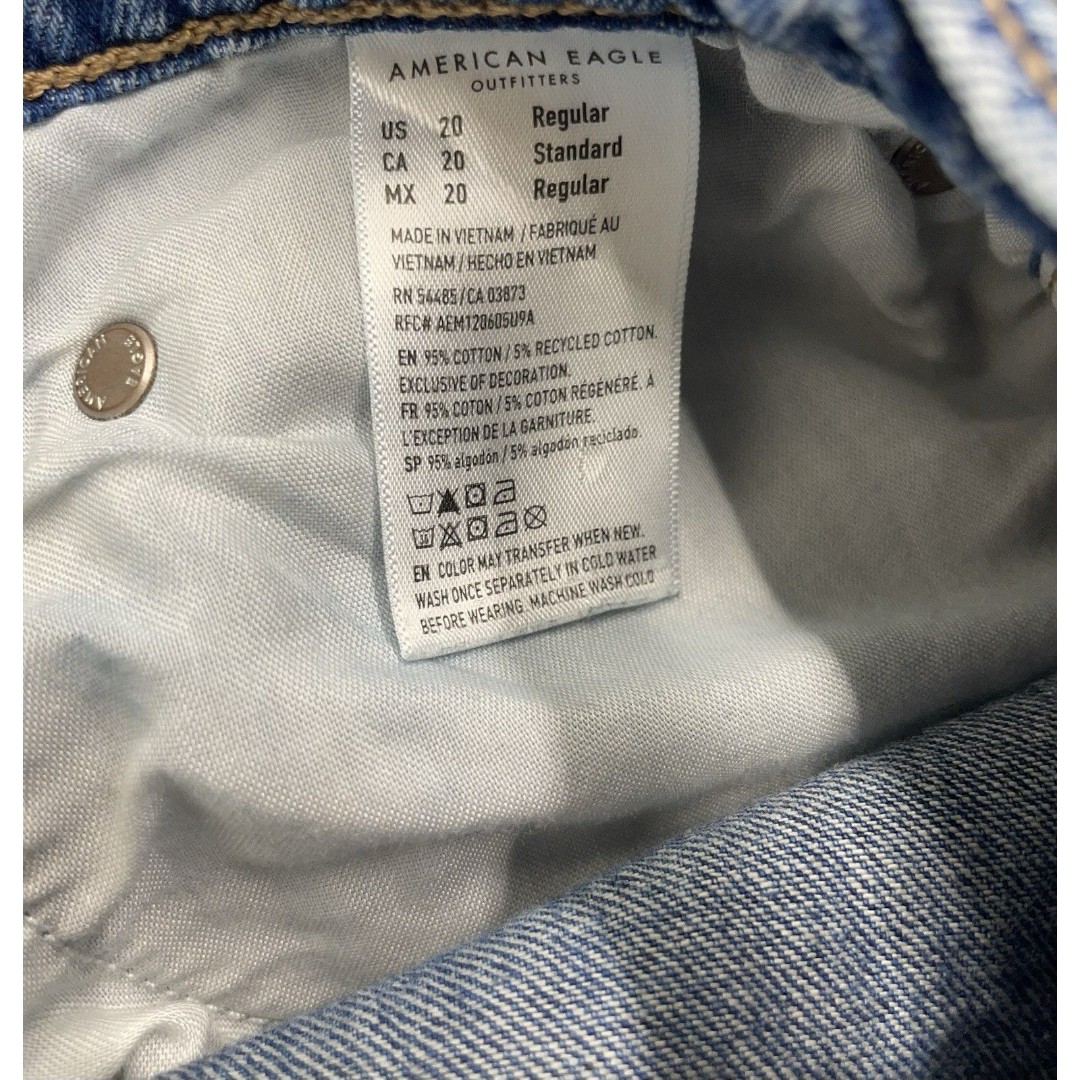 AMERICAN EAGLE
OUTFITTERS
US 20 Regular
CA 20 Standard
MX 20 Regular
MADE IN VIETNAM / FABRIQUÉ AU
VIETNAM / HECHO EN VIETNAM
RN 54485 / CA 03873
RFC# AEM120605U9A
EN 95% COTTON / 5% RECYCLED COTTON.
EXCLUSIVE OF DECORATION.
FR 95% COTON / 5% COTON RÉGÉNÉRÉ. À
L'EXCEPTION DE LA GARNITURE.
SP 95% algodón / 5% algodón reciclado.
EN COLOR MAY TRANSFER WHEN NEW.
WASH ONCE SEPARATELY IN COLD WATER
BEFORE WEARING. MACHINE WASH COLD
AMERICAN EAGLE